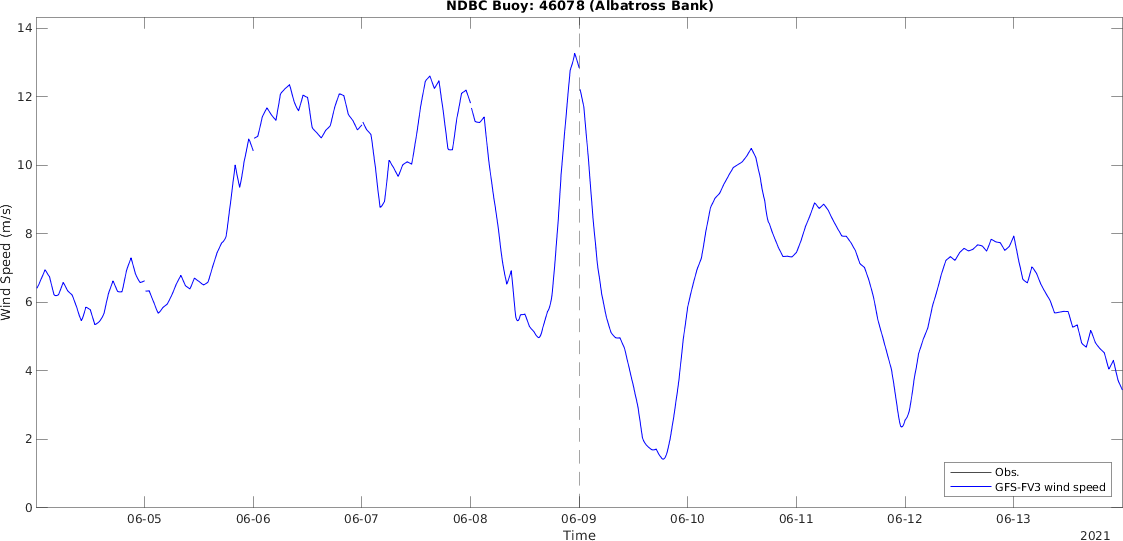 NDBC Buoy: 46078 (Albatross Bank)
14
12
10
8
6
4
2
0
Wind Speed (m/s)
Obs.
GFS-FV3 wind speed
06-05 06-06 06-07 06-08 06-09 06-10 06-11 06-12 06-13
Time
2021